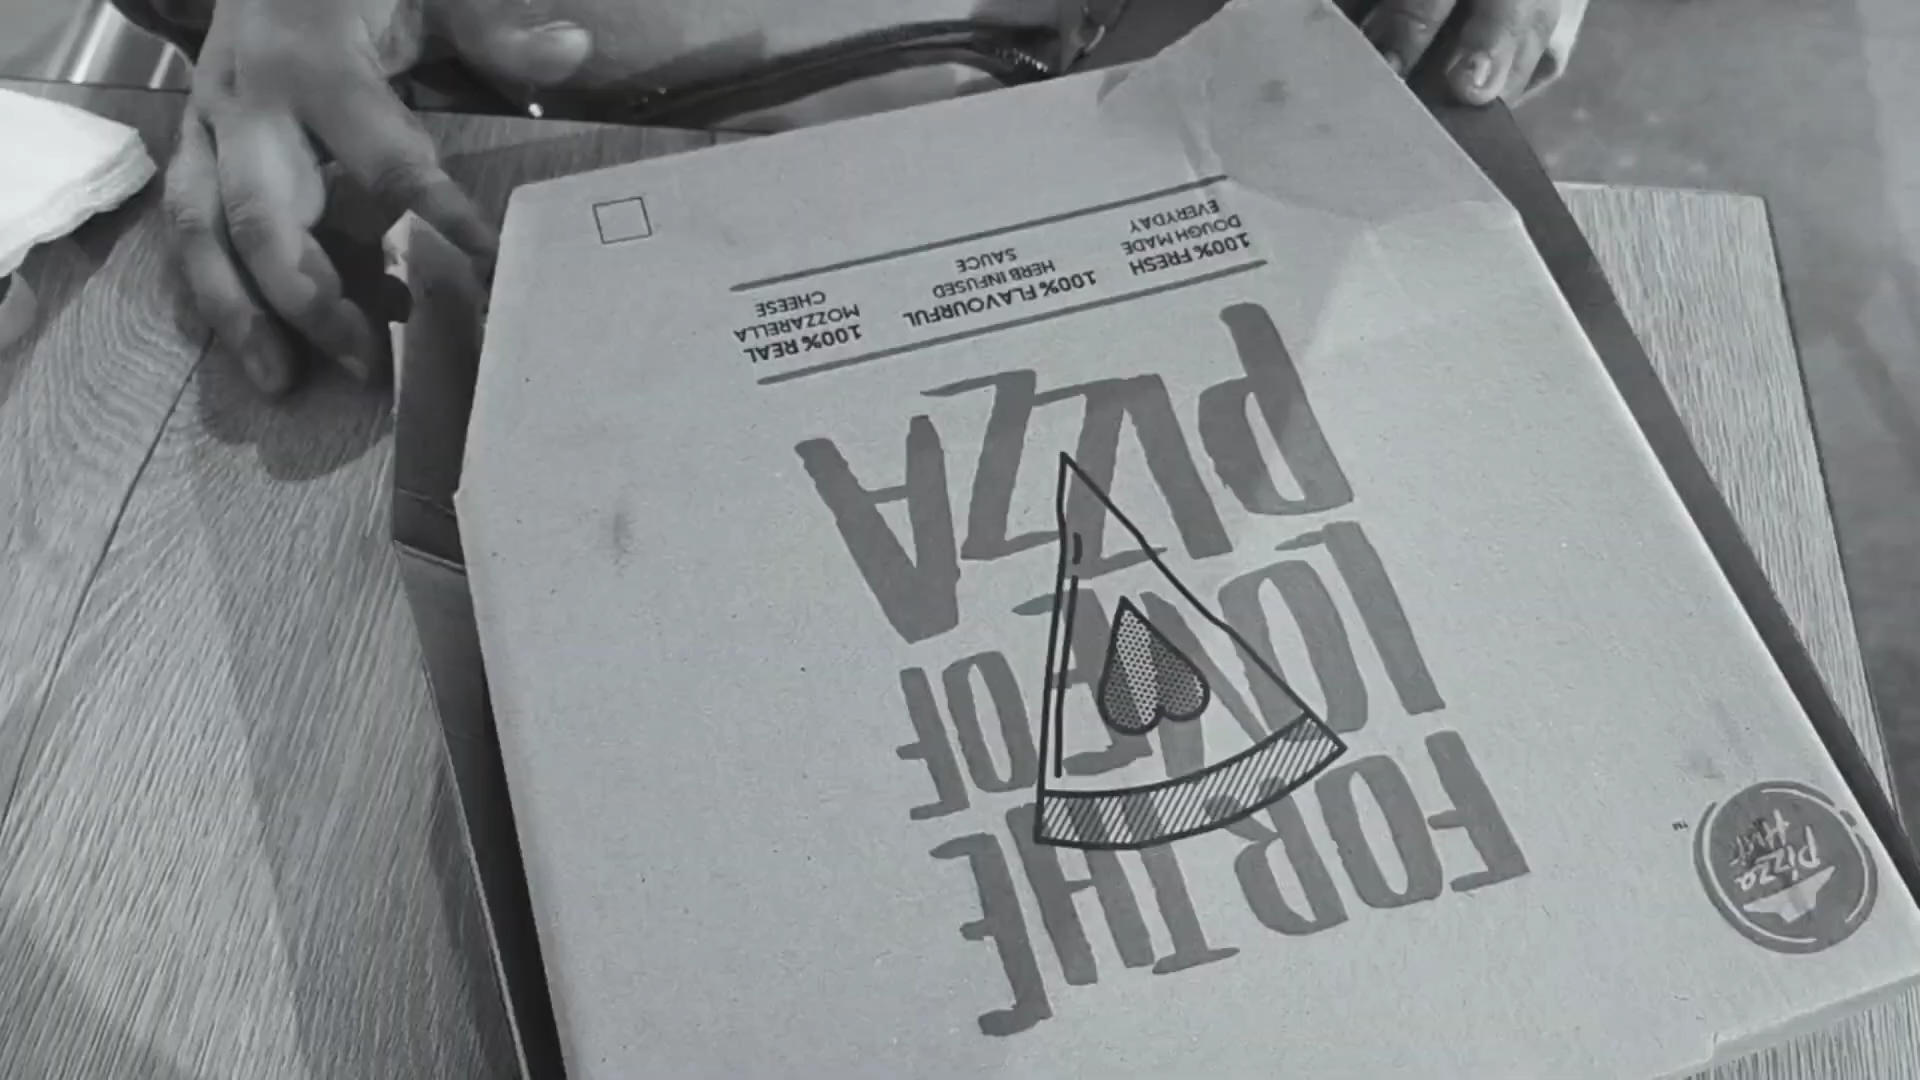 FOR THE
LOVE OF
PIZZA
100% FRESH
DOUGH MADE
EVERYDAY
100% FLAVOURFUL
HERB INFUSED
SAUCE
100% REAL
MOZZARELLA
CHEESE
Pizza
Hut
TM